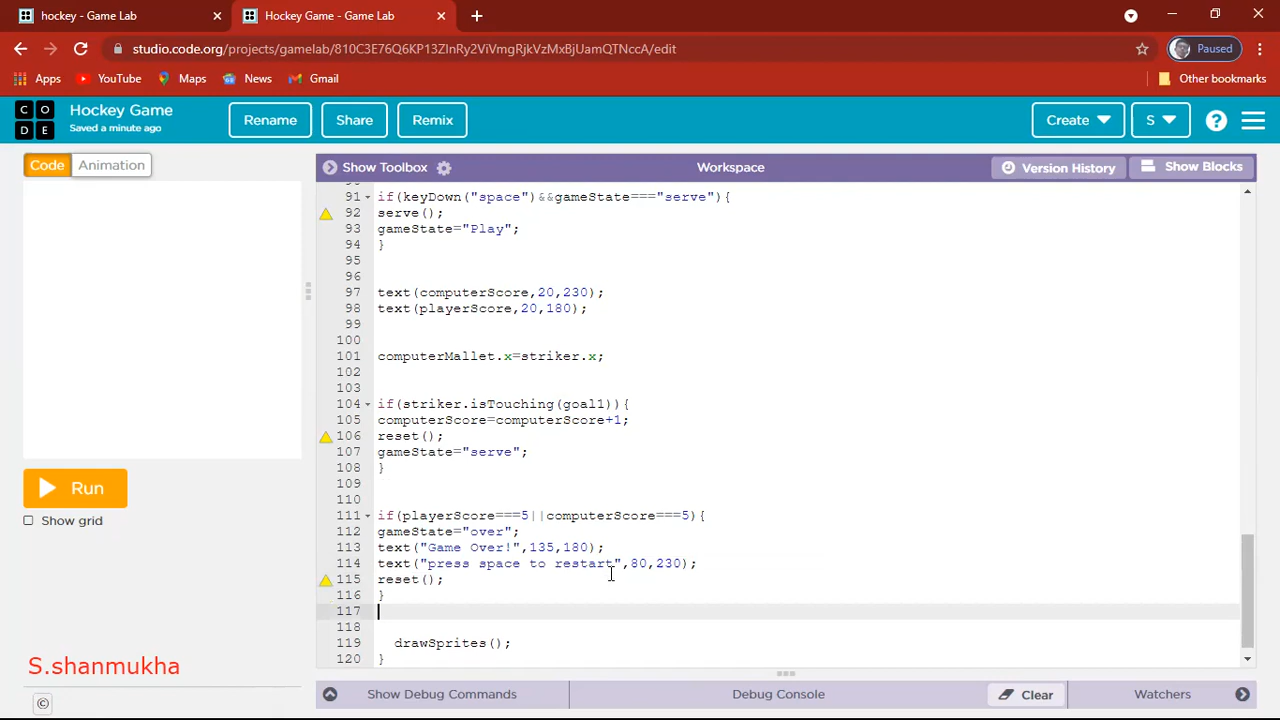 hockey - Game Lab
Hockey Game - Game Lab
studio.code.org/projects/gamelab/810C3E76Q6KP13ZInRy2ViVmgRjkVzMxBjUamQTNccA/edit
Paused
Apps YouTube Maps News Gmail Other bookmarks
C O D E
Hockey Game
Saved a minute ago
Rename Share Remix Create S ?
Code Animation Show Toolbox Workspace Version History Show Blocks
91 if(keyDown("space")&&gameState==="serve"){
92 serve();
93 gameState="Play";
94 }
95
96
97 text(computerScore,20,230);
98 text(playerScore,20,180);
99
100
101 computerMallet.x=striker.x;
102
103
104 if(striker.isTouching(goal1)){
105 computerScore=computerScore+1;
106 reset();
107 gameState="serve";
108 }
109
110
111 if(playerScore===5||computerScore===5){
112 gameState="over";
113 text("Game Over!",135,180);
114 text("press space to restart",80,230);
115 reset();
116 }
117
118
119 drawSprites();
120 }
Run
Show grid
S.shanmukha
©
Show Debug Commands Debug Console Clear Watchers